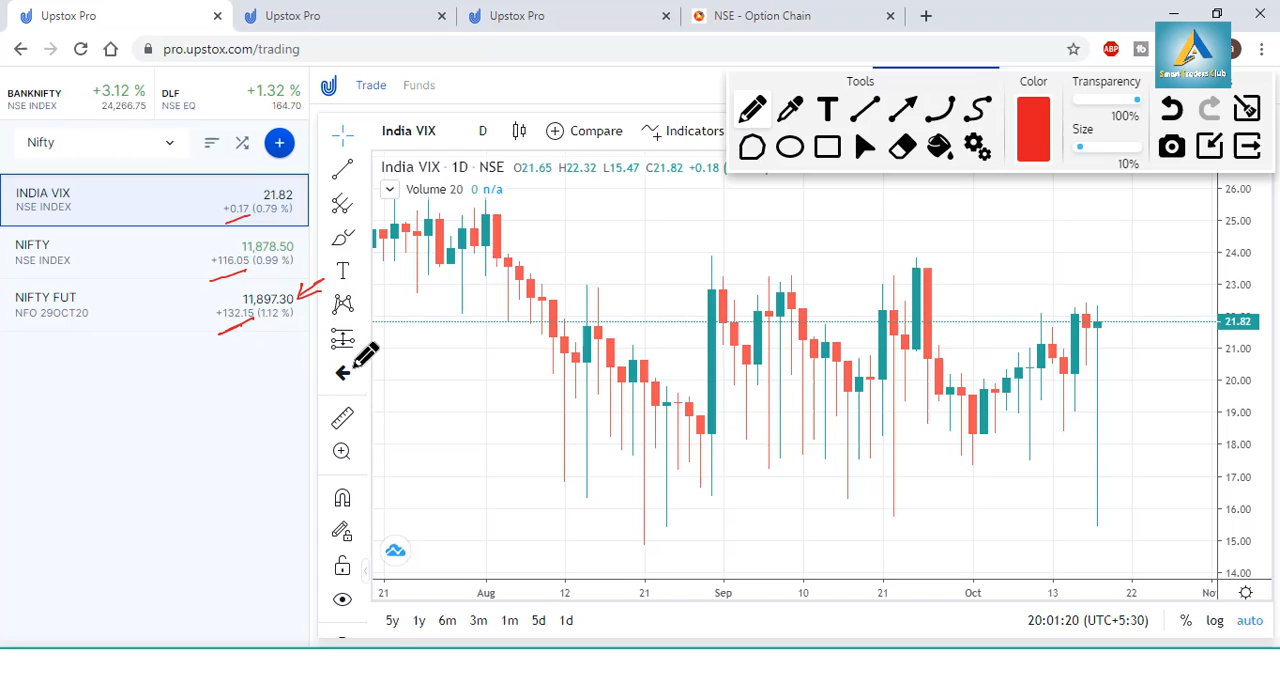 Upstox Pro
Upstox Pro
Upstox Pro
NSE - Option Chain
pro.upstox.com/trading
ABP
tb
Smart Traders Club
BANKNIFTY +3.12 %
NSE INDEX 24,266.75
DLF +1.32 %
NSE EQ 164.70
Trade
Funds
Tools
Color
Transparency
100%
Size
10%
Nifty
India VIX
D
Compare
Indicators
India VIX · 1D · NSE O21.65 H22.32 L15.47 C21.82 +0.18 (
Volume 20 0 n/a
INDIA VIX 21.82
NSE INDEX +0.17 (0.79 %)
NIFTY 11,878.50
NSE INDEX +116.05 (0.99 %)
NIFTY FUT 11,897.30
NFO 29OCT20 +132.15 (1.12 %)
T
26.00
25.00
24.00
23.00
21.82
21.00
20.00
19.00
18.00
17.00
16.00
15.00
14.00
21 Aug 12 21 Sep 10 21 Oct 13 22
5y 1y 6m 3m 1m 5d 1d
20:01:20 (UTC+5:30)
% log auto